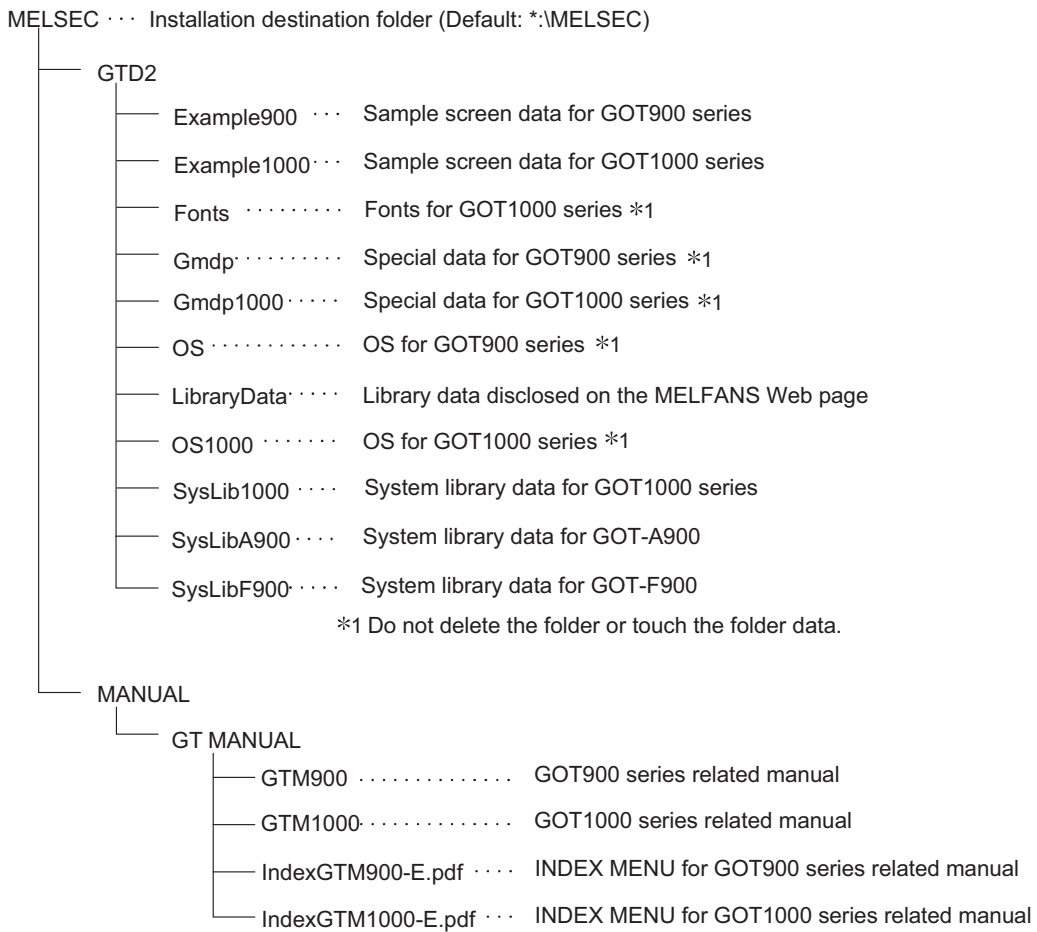 MELSEC ··· Installation destination folder (Default: *:\MELSEC)
GTD2
Example900 ··· Sample screen data for GOT900 series
Example1000 ··· Sample screen data for GOT1000 series
Fonts ········· Fonts for GOT1000 series *1
Gmdp ·········· Special data for GOT900 series *1
Gmdp1000 ····· Special data for GOT1000 series *1
OS ············ OS for GOT900 series *1
LibraryData ····· Library data disclosed on the MELFANS Web page
OS1000 ······· OS for GOT1000 series *1
SysLib1000 ···· System library data for GOT1000 series
SysLibA900 ···· System library data for GOT-A900
SysLibF900 ····· System library data for GOT-F900
*1 Do not delete the folder or touch the folder data.
MANUAL
GT MANUAL
GTM900 ·············· GOT900 series related manual
GTM1000 ·············· GOT1000 series related manual
IndexGTM900-E.pdf ···· INDEX MENU for GOT900 series related manual
IndexGTM1000-E.pdf ··· INDEX MENU for GOT1000 series related manual